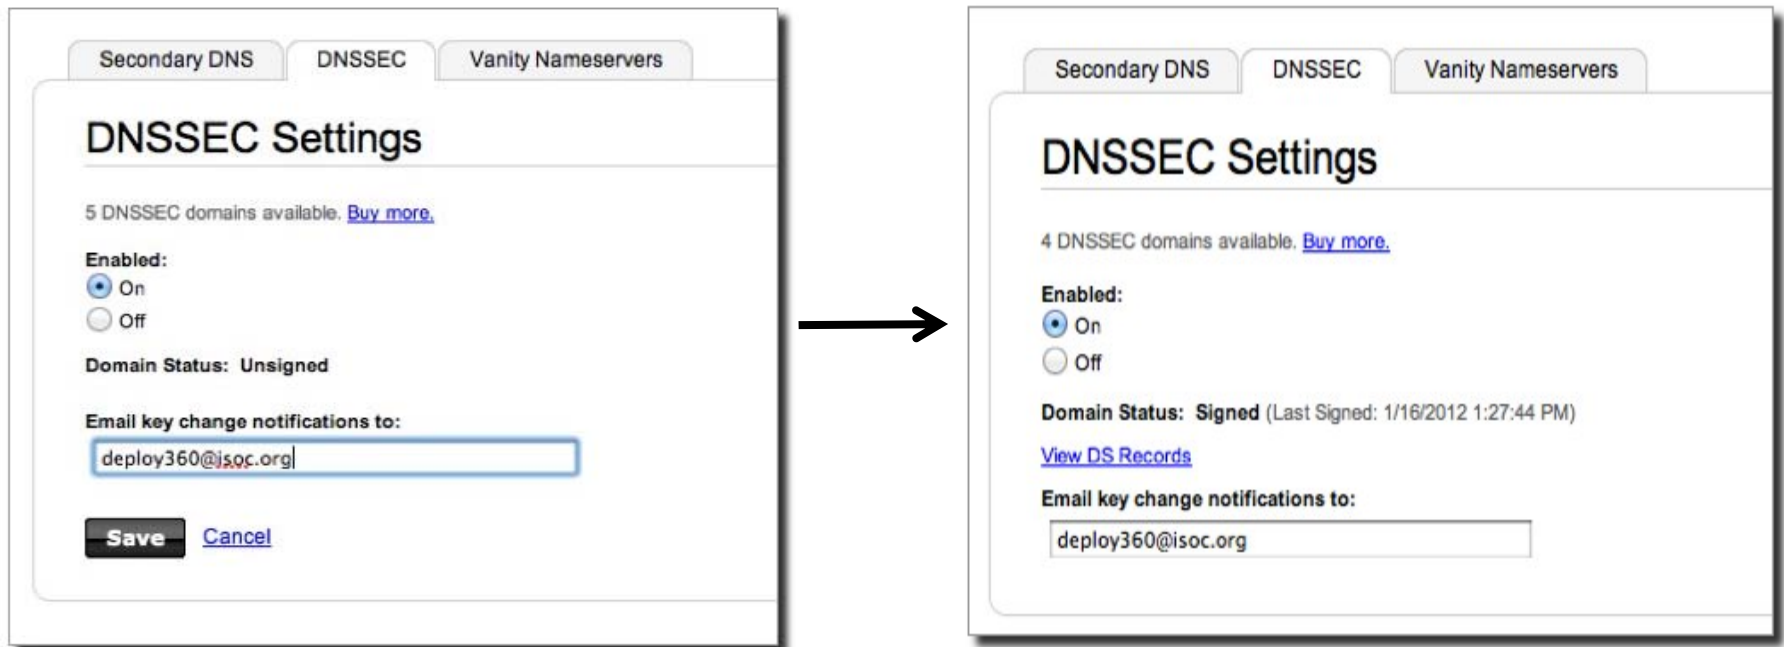 Secondary DNS DNSSEC Vanity Nameservers
DNSSEC Settings
5 DNSSEC domains available. Buy more.
Enabled:
On
Off
Domain Status: Unsigned
Email key change notifications to:
deploy360@isoc.org
Save Cancel
Secondary DNS DNSSEC Vanity Nameservers
DNSSEC Settings
4 DNSSEC domains available. Buy more.
Enabled:
On
Off
Domain Status: Signed (Last Signed: 1/16/2012 1:27:44 PM)
View DS Records
Email key change notifications to:
deploy360@isoc.org